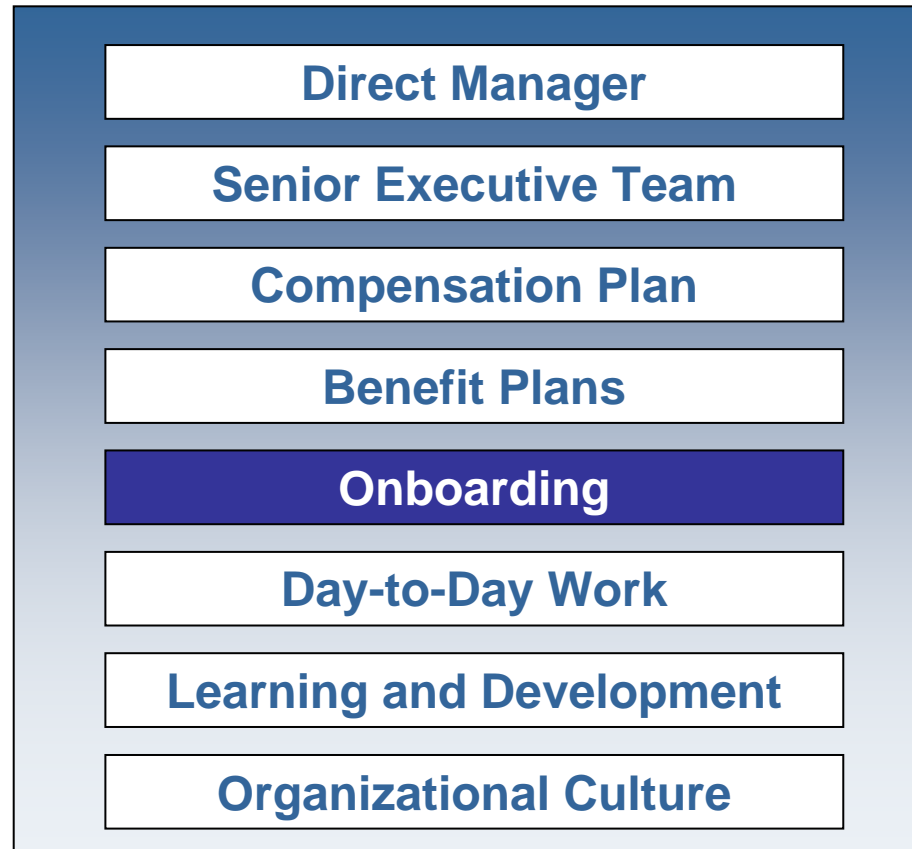 Direct Manager
Senior Executive Team
Compensation Plan
Benefit Plans
Onboarding
Day-to-Day Work
Learning and Development
Organizational Culture